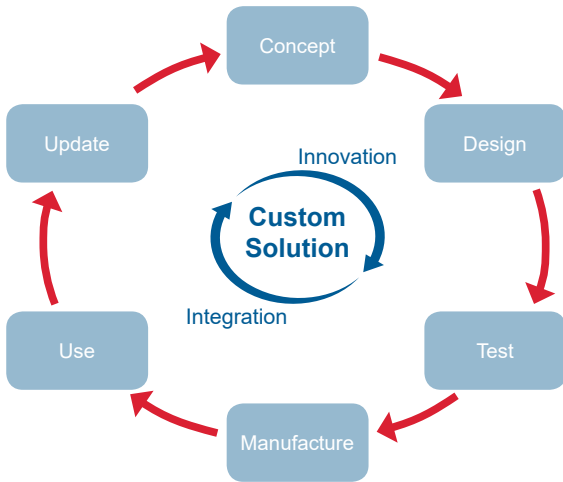 Concept
Update
Design
Innovation
Custom
Solution
Integration
Use
Test
Manufacture